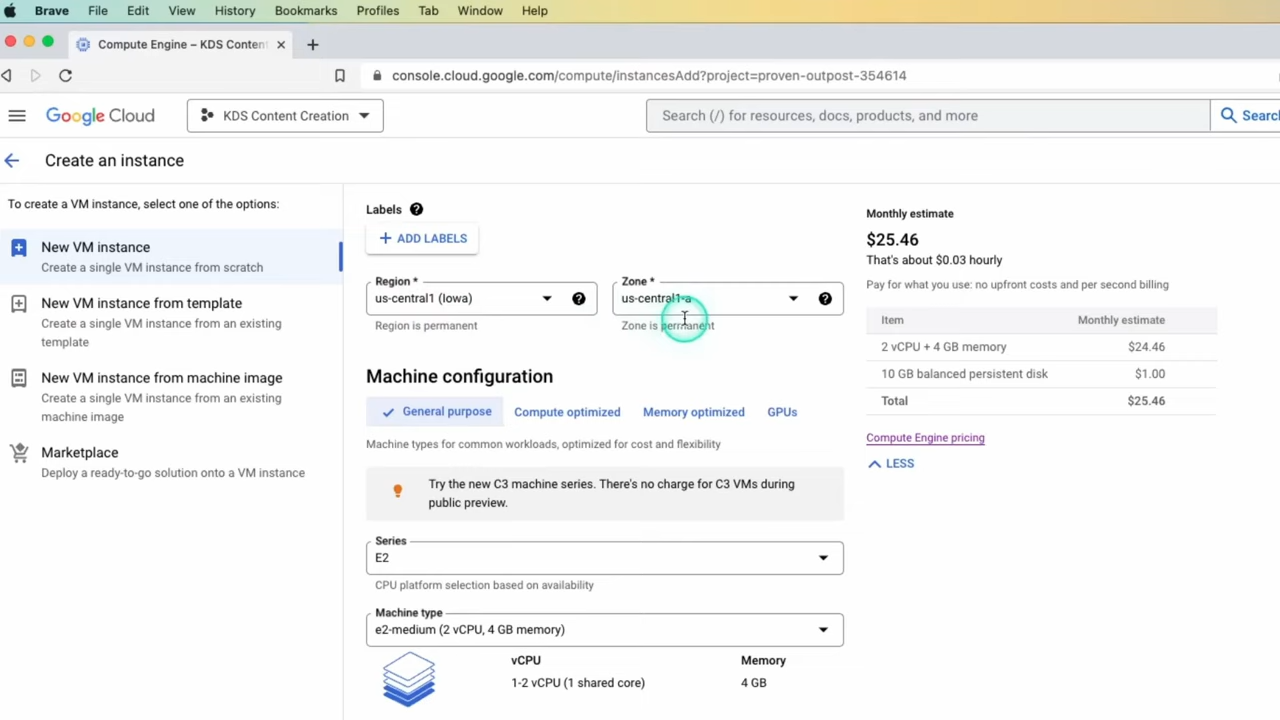 Brave File Edit View History Bookmarks Profiles Tab Window Help
Compute Engine – KDS Content
console.cloud.google.com/compute/instancesAdd?project=proven-outpost-354614
Google Cloud
KDS Content Creation
Search (/) for resources, docs, products, and more
Create an instance
To create a VM instance, select one of the options:
New VM instance
Create a single VM instance from scratch
New VM instance from template
Create a single VM instance from an existing
template
New VM instance from machine image
Create a single VM instance from an existing
machine image
Marketplace
Deploy a ready-to-go solution onto a VM instance
Labels
+ ADD LABELS
Region *
us-central1 (Iowa)
Region is permanent
Zone *
us-central1-a
Zone is permanent
Machine configuration
General purpose
Compute optimized
Memory optimized
GPUs
Machine types for common workloads, optimized for cost and flexibility
Try the new C3 machine series. There's no charge for C3 VMs during
public preview.
Series
E2
CPU platform selection based on availability
Machine type
e2-medium (2 vCPU, 4 GB memory)
vCPU Memory
1-2 vCPU (1 shared core) 4 GB
Monthly estimate
$25.46
That's about $0.03 hourly
Pay for what you use: no upfront costs and per second billing
Item Monthly estimate
2 vCPU + 4 GB memory $24.46
10 GB balanced persistent disk $1.00
Total $25.46
Compute Engine pricing
LESS